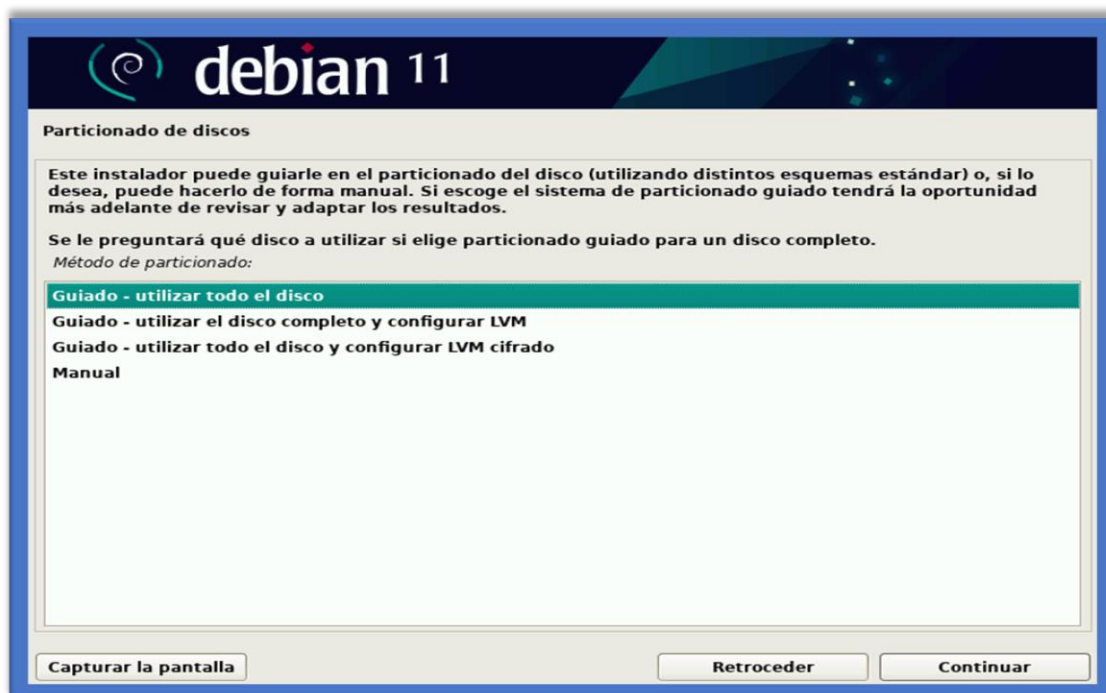 debian 11
Particionado de discos
Este instalador puede guiarle en el particionado del disco (utilizando distintos esquemas estándar) o, si lo
desea, puede hacerlo de forma manual. Si escoge el sistema de particionado guiado tendrá la oportunidad
más adelante de revisar y adaptar los resultados.
Se le preguntará qué disco a utilizar si elige particionado guiado para un disco completo.
Método de particionado:
Guiado - utilizar todo el disco
Guiado - utilizar el disco completo y configurar LVM
Guiado - utilizar todo el disco y configurar LVM cifrado
Manual
Capturar la pantalla
Retroceder
Continuar